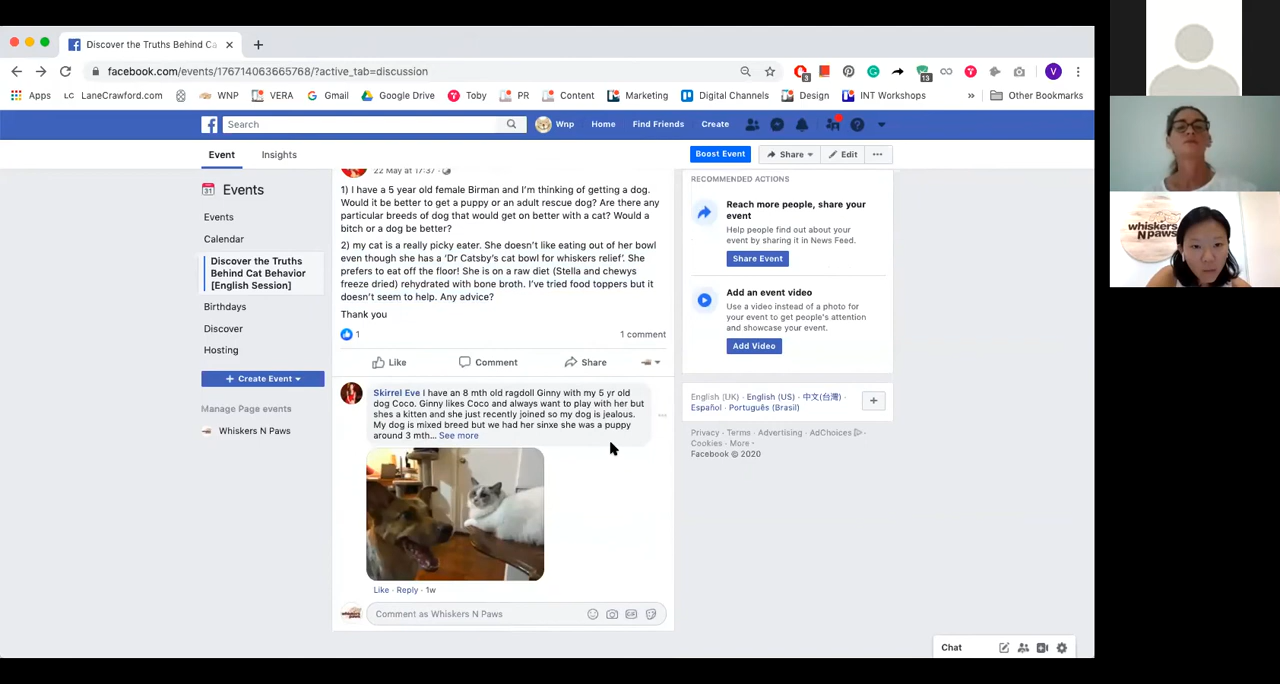 Discover the Truths Behind Ca
facebook.com/events/176714063665768/?active_tab=discussion
3
13
V
Apps
LC LaneCrawford.com
WNP
VERA
Gmail
Google Drive
Toby
PR
Content
Marketing
Digital Channels
Design
INT Workshops
»
Other Bookmarks
Search
Wnp
Home
Find Friends
Create
Event
Insights
Boost Event
Share
Edit
31
Events
Events
Calendar
Discover the Truths
Behind Cat Behavior
[English Session]
Birthdays
Discover
Hosting
+ Create Event
Manage Page events
Whiskers N Paws
22 May at 17:37 ·
1) I have a 5 year old female Birman and I'm thinking of getting a dog.
Would it be better to get a puppy or an adult rescue dog? Are there any
particular breeds of dog that would get on better with a cat? Would a
bitch or a dog be better?
2) my cat is a really picky eater. She doesn't like eating out of her bowl
even though she has a 'Dr Catsby's cat bowl for whiskers relief'. She
prefers to eat off the floor! She is on a raw diet (Stella and chewys
freeze dried) rehydrated with bone broth. I've tried food toppers but it
doesn't seem to help. Any advice?
Thank you
1
1 comment
Like
Comment
Share
Skirrel Eve I have an 8 mth old ragdoll Ginny with my 5 yr old
dog Coco. Ginny likes Coco and always want to play with her but
shes a kitten and she just recently joined so my dog is jealous.
My dog is mixed breed but we had her sinxe she was a puppy
around 3 mth... See more
Like · Reply · 1w
Comment as Whiskers N Paws
RECOMMENDED ACTIONS
Reach more people, share your
event
Help people find out about your
event by sharing it in News Feed.
Share Event
Add an event video
Use a video instead of a photo for
your event to get people's attention
and showcase your event.
Add Video
English (UK) · English (US) · 中文(台灣) ·
Español · Português (Brasil)
Privacy · Terms · Advertising · AdChoices ·
Cookies · More
Facebook © 2020
Chat
whiskers
N paws